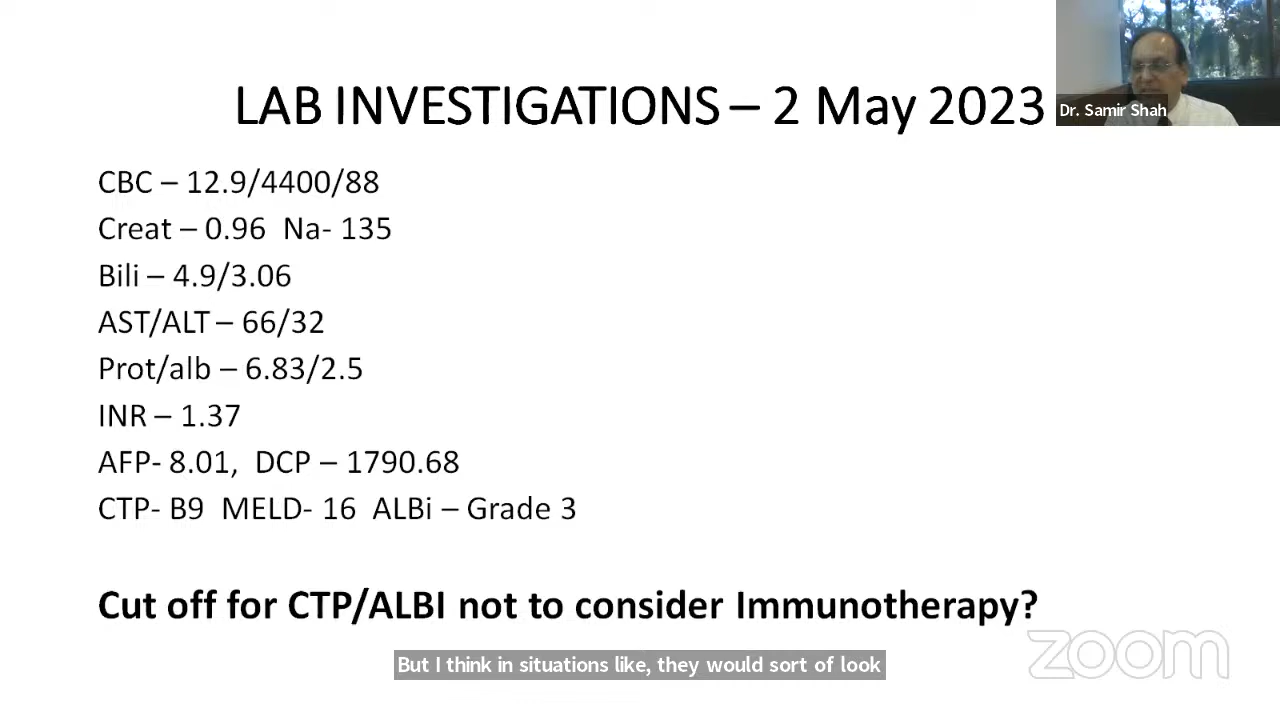 LAB INVESTIGATIONS – 2 May 2023
Dr. Samir Shah
CBC – 12.9/4400/88
Creat – 0.96 Na- 135
Bili – 4.9/3.06
AST/ALT – 66/32
Prot/alb – 6.83/2.5
INR – 1.37
AFP- 8.01, DCP – 1790.68
CTP- B9 MELD- 16 ALBi – Grade 3
Cut off for CTP/ALBI not to consider Immunotherapy?
zoom
But I think in situations like, they would sort of look